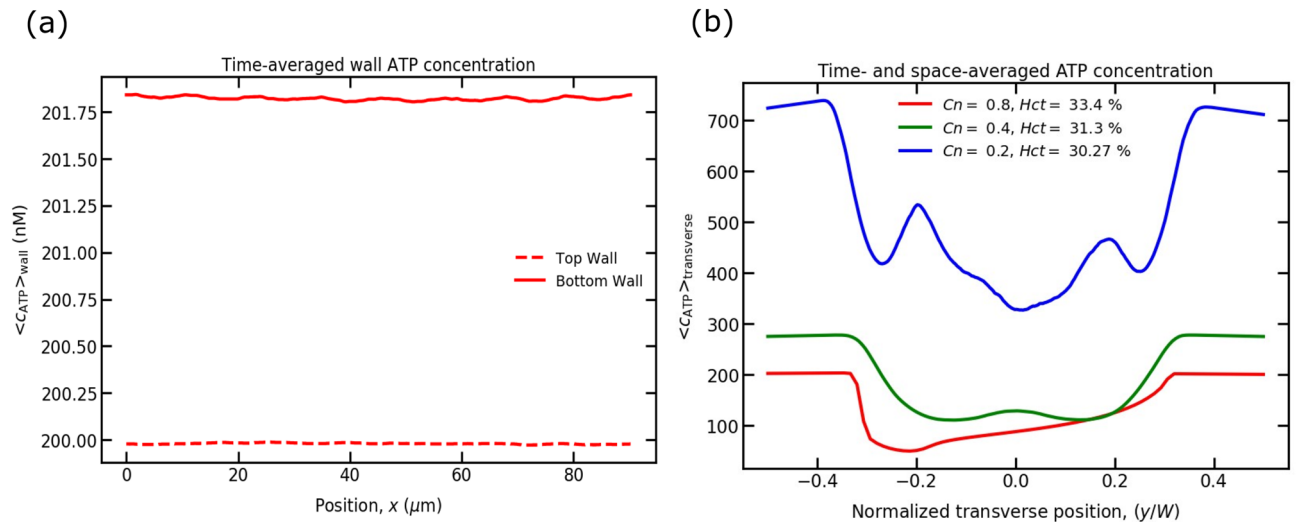 (a)
Time-averaged wall ATP concentration
<c_ATP>_wall (nM)
201.75
201.50
201.25
201.00
200.75
200.50
200.25
200.00
Top Wall
Bottom Wall
0
20
40
60
80
Position, x (μm)
(b)
Time- and space-averaged ATP concentration
<c_ATP>_transverse
700
600
500
400
300
200
100
Cn = 0.8, Hct = 33.4 %
Cn = 0.4, Hct = 31.3 %
Cn = 0.2, Hct = 30.27 %
−0.4
−0.2
0.0
0.2
0.4
Normalized transverse position, (y/W)